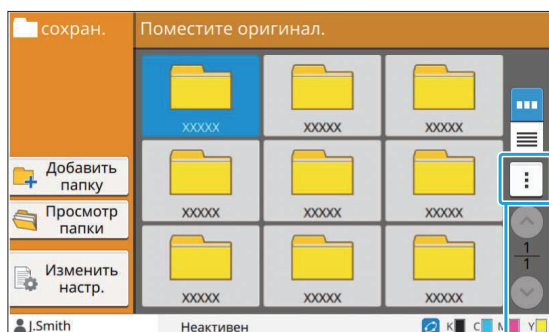 сохран.
Поместите оригинал.
xxxxx
xxxxx
xxxxx
Добавить
папку
xxxxx
xxxxx
xxxxx
Просмотр
папки
1
1
Изменить
настр.
xxxxx
xxxxx
xxxxx
J.Smith
Неактивен
K C M Y